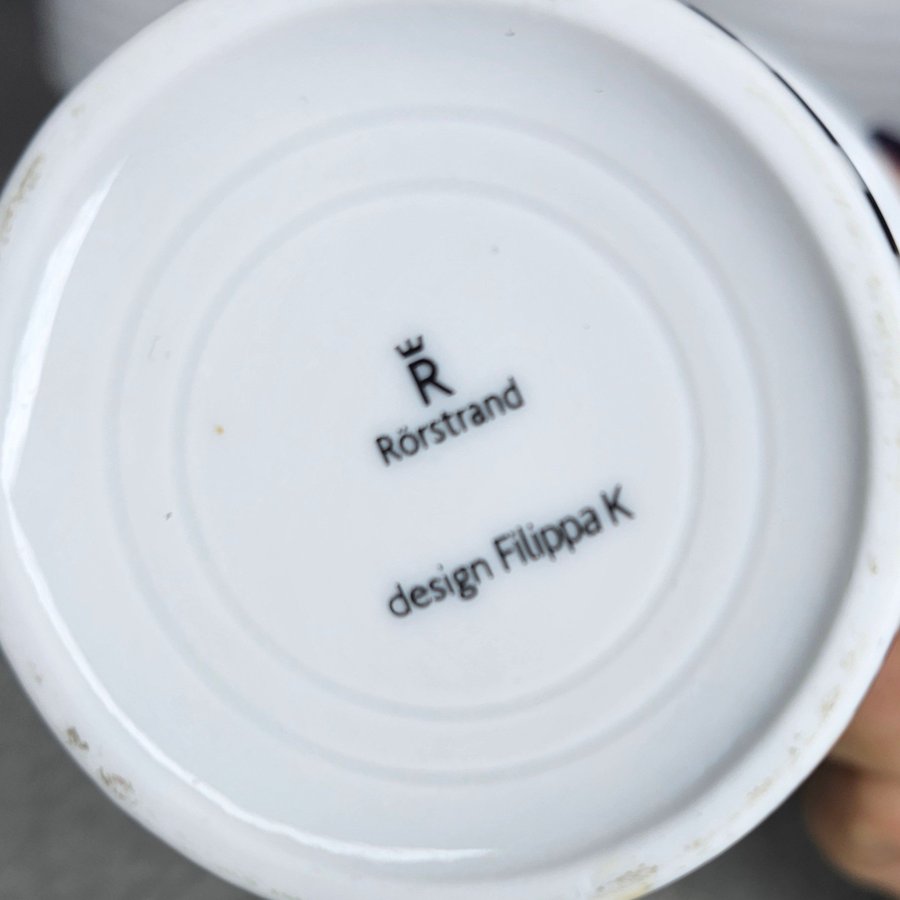 R
Rörstrand
design Filippa K